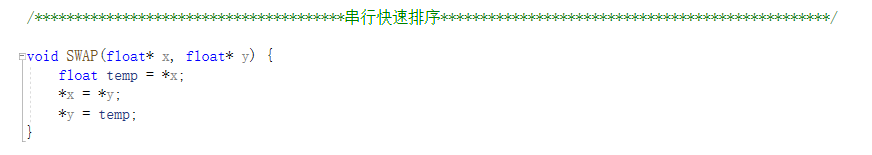 /***************************************串行快速排序*************************************************/
void SWAP(float* x, float* y) {
    float temp = *x;
    *x = *y;
    *y = temp;
}